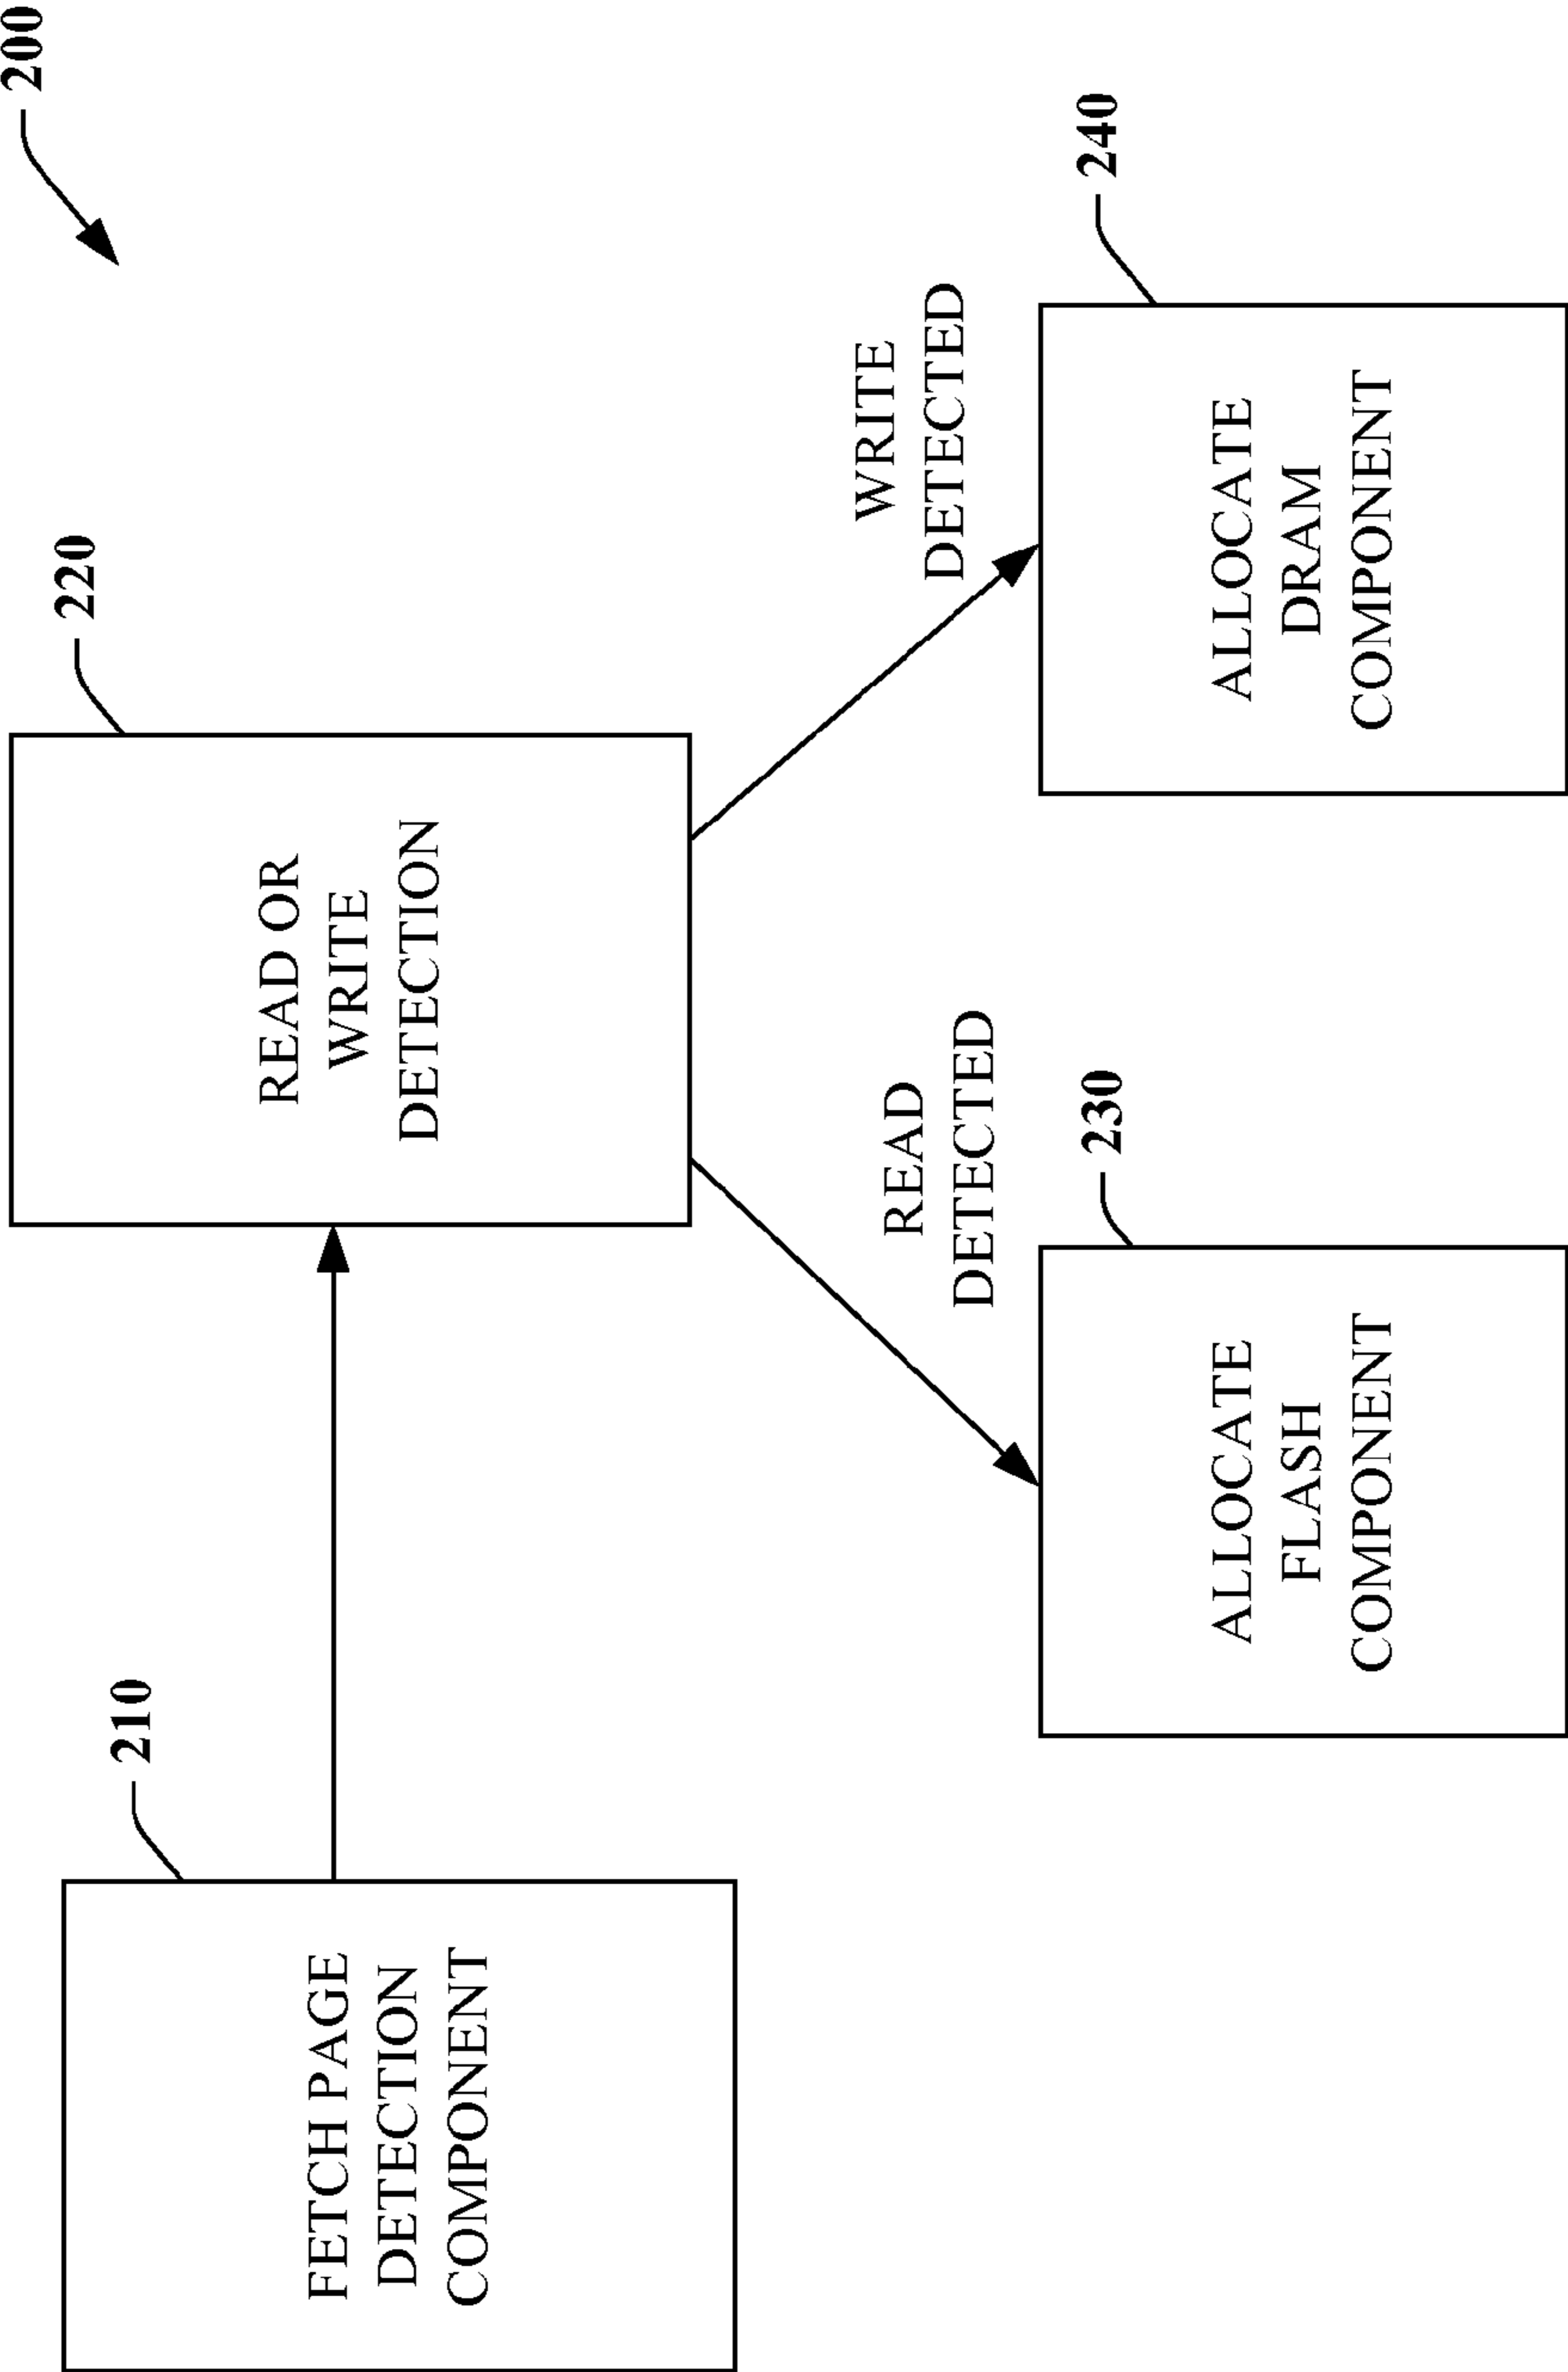 200
210
FETCH PAGE
DETECTION
COMPONENT
220
READ OR
WRITE
DETECTION
READ
DETECTED
WRITE
DETECTED
230
ALLOCATE
FLASH
COMPONENT
240
ALLOCATE
DRAM
COMPONENT